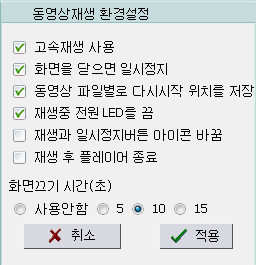 동영상재생 환경설정
고속재생 사용
화면을 닫으면 일시정지
동영상 파일별로 다시시작 위치를 저장
재생중 전원 LED를 끔
재생과 일시정지버튼 아이콘 바꿈
재생 후 플레이어 종료
화면끄기 시간(초)
사용안함 5 10 15
취소 적용